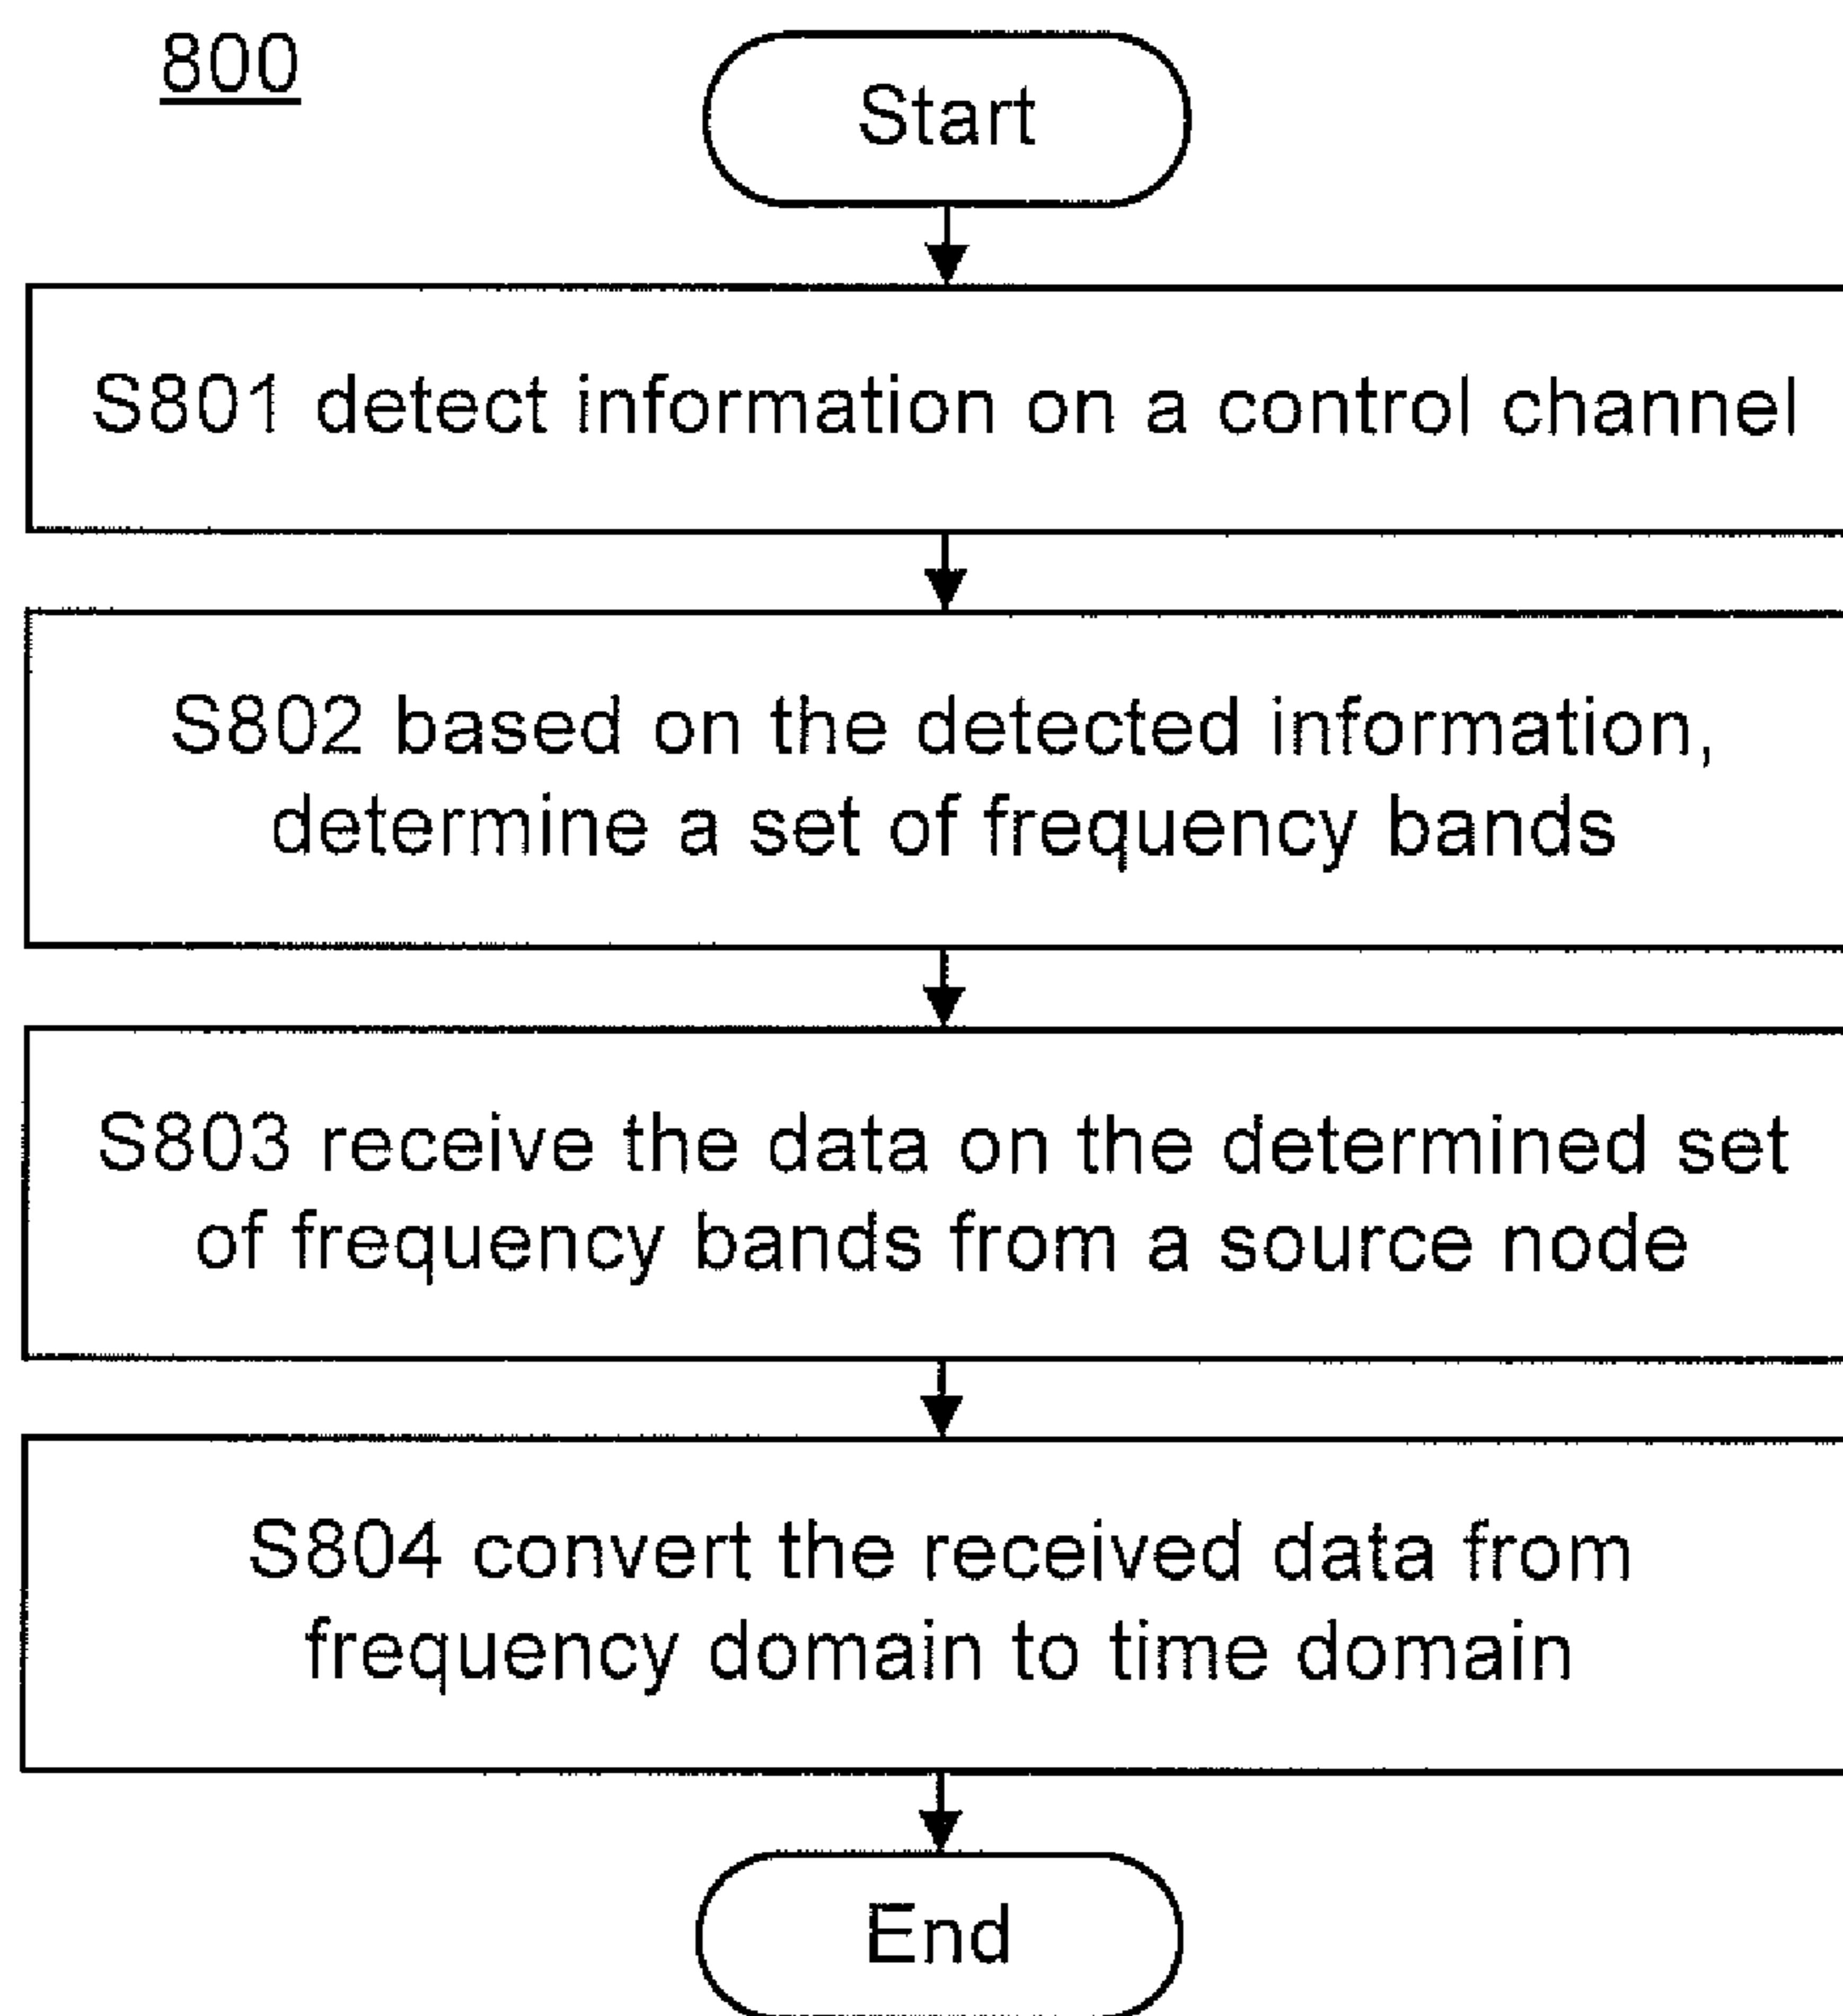 800
Start
S801 detect information on a control channel
S802 based on the detected information,
determine a set of frequency bands
S803 receive the data on the determined set
of frequency bands from a source node
S804 convert the received data from
frequency domain to time domain
End